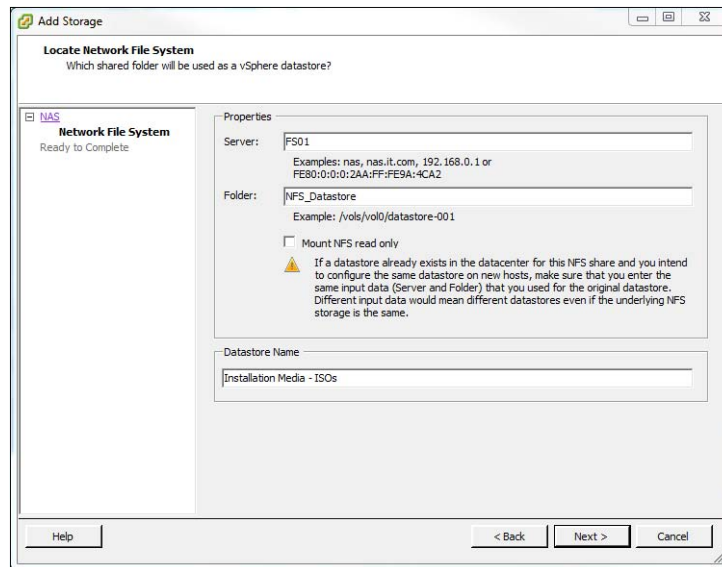 Add Storage
Locate Network File System
Which shared folder will be used as a vSphere datastore?
NAS
Network File System
Ready to Complete
Properties
Server:
FS01
Examples: nas, nas.it.com, 192.168.0.1 or
FE80:0:0:0:2AA:FF:FE9A:4CA2
Folder:
NFS_Datastore
Example: /vols/vol0/datastore-001
Mount NFS read only
If a datastore already exists in the datacenter for this NFS share and you intend
to configure the same datastore on new hosts, make sure that you enter the
same input data (Server and Folder) that you used for the original datastore.
Different input data would mean different datastores even if the underlying NFS
storage is the same.
Datastore Name
Installation Media - ISOs
Help
< Back
Next >
Cancel